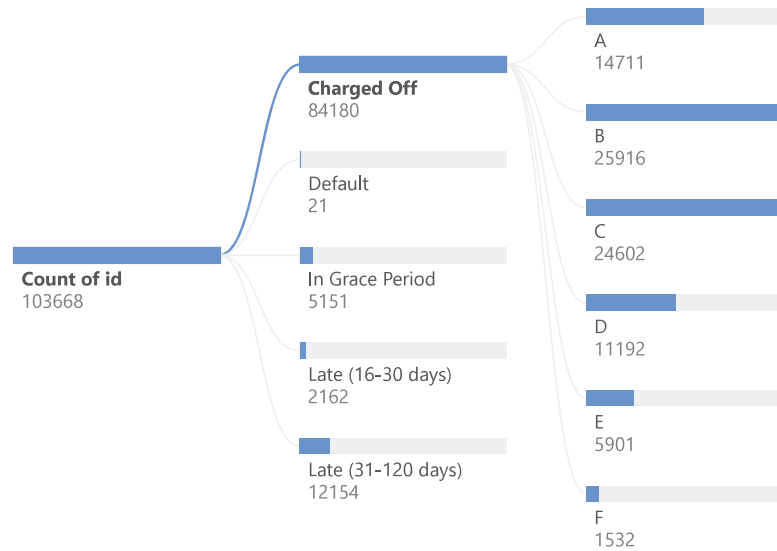 Count of id
103668
Charged Off
84180
Default
21
In Grace Period
5151
Late (16-30 days)
2162
Late (31-120 days)
12154
A
14711
B
25916
C
24602
D
11192
E
5901
F
1532